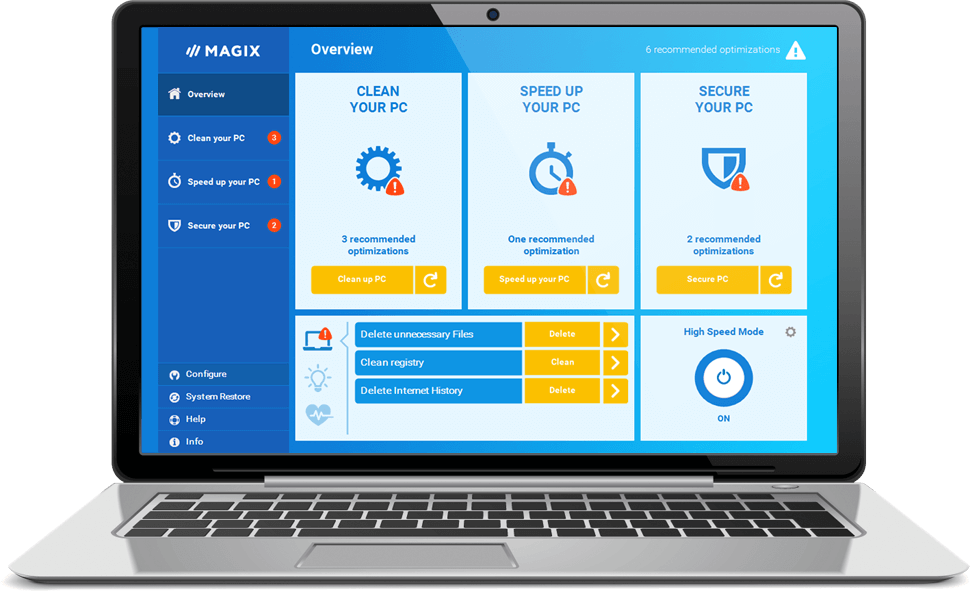 MAGIX
Overview
6 recommended optimizations
Overview
Clean your PC 3
Speed up your PC 1
Secure your PC 2
Configure
System Restore
Help
Info
CLEAN
YOUR PC
3 recommended
optimizations
Clean up PC
SPEED UP
YOUR PC
One recommended
optimization
Speed up your PC
SECURE
YOUR PC
2 recommended
optimizations
Secure PC
Delete unnecessary Files Delete
Clean registry Clean
Delete Internet History Delete
High Speed Mode
ON